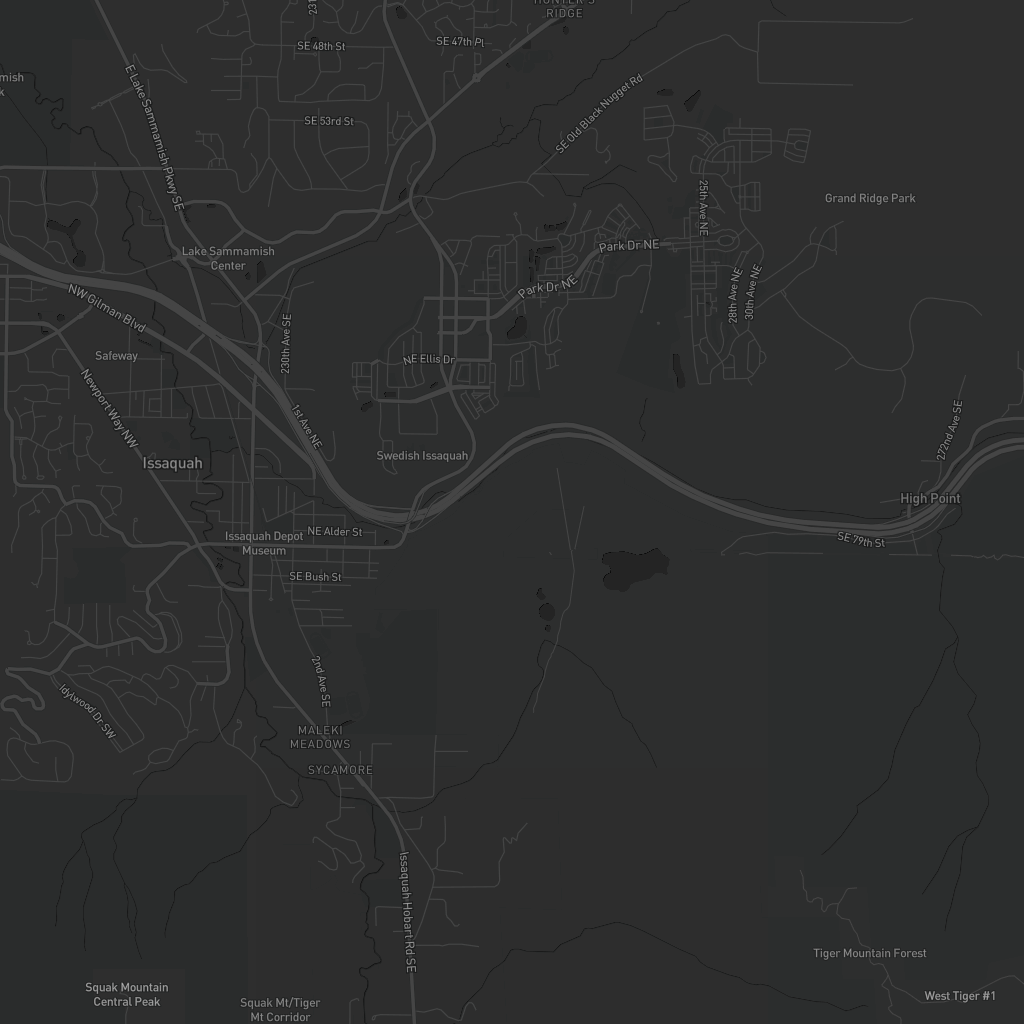 HUNTER'S
RIDGE
231
SE 48th St
SE 47th Pl
mish
k
E Lake Sammamish Pkwy SE
SE Old Black Nugget Rd
SE 53rd St
25th Ave NE
Grand Ridge Park
Lake Sammamish
Center
Park Dr NE
Park Dr NE
28th Ave NE
30th Ave NE
NW Gilman Blvd
230th Ave SE
Safeway
NE Ellis Dr
Newport Way NW
1st Ave NE
272nd Ave SE
Swedish Issaquah
Issaquah
High Point
NE Alder St
Issaquah Depot
Museum
SE 79th St
SE Bush St
2nd Ave SE
Idylwood Dr SW
MALEKI
MEADOWS
SYCAMORE
Issaquah Hobart Rd SE
Tiger Mountain Forest
Squak Mountain
Central Peak
West Tiger #1
Squak Mt/Tiger
Mt Corridor